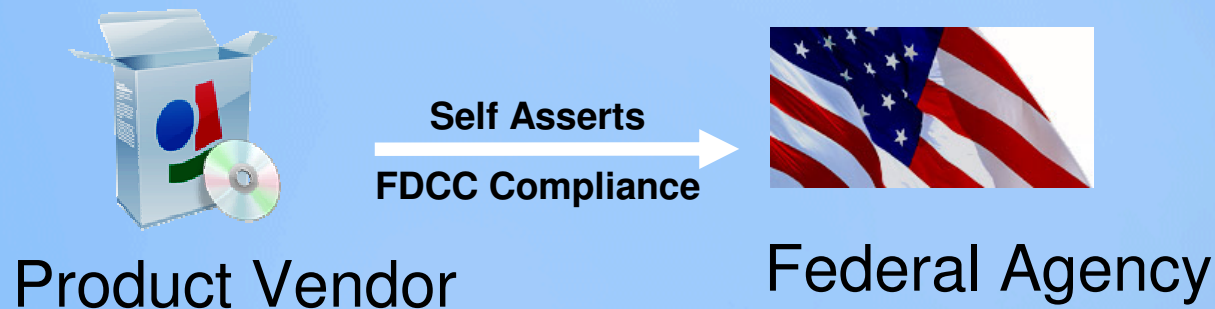 Self Asserts
FDCC Compliance
Product Vendor
Federal Agency